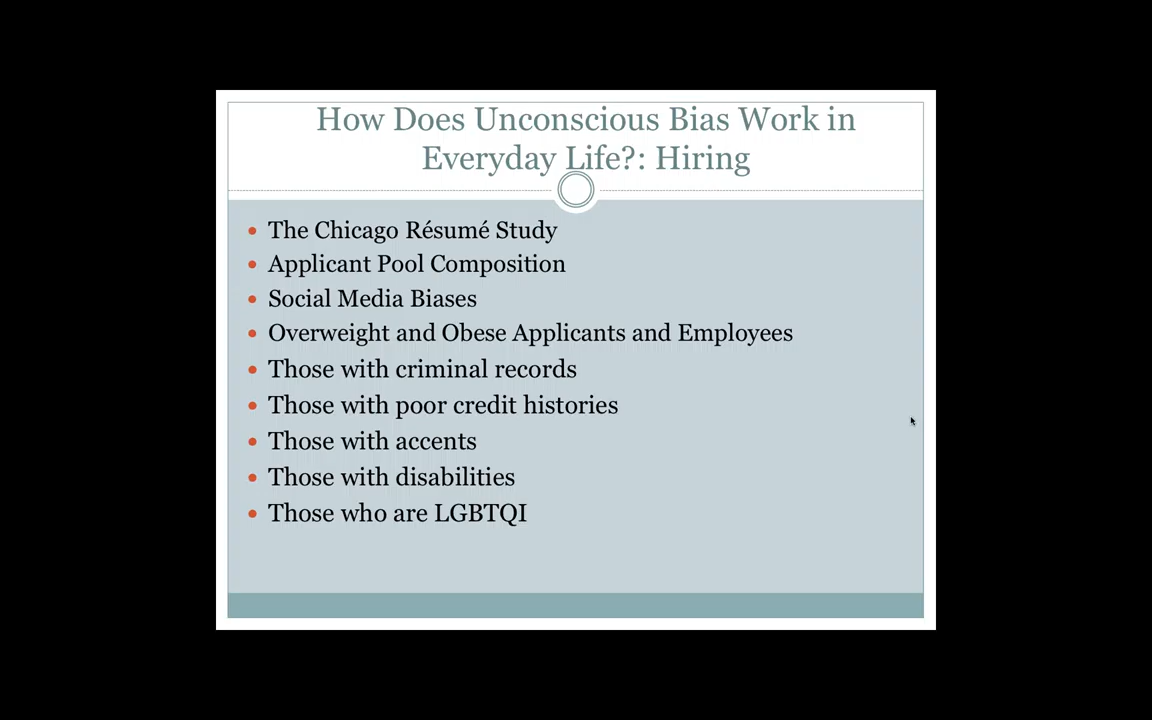 How Does Unconscious Bias Work in
Everyday Life?: Hiring
The Chicago Résumé Study
Applicant Pool Composition
Social Media Biases
Overweight and Obese Applicants and Employees
Those with criminal records
Those with poor credit histories
Those with accents
Those with disabilities
Those who are LGBTQI